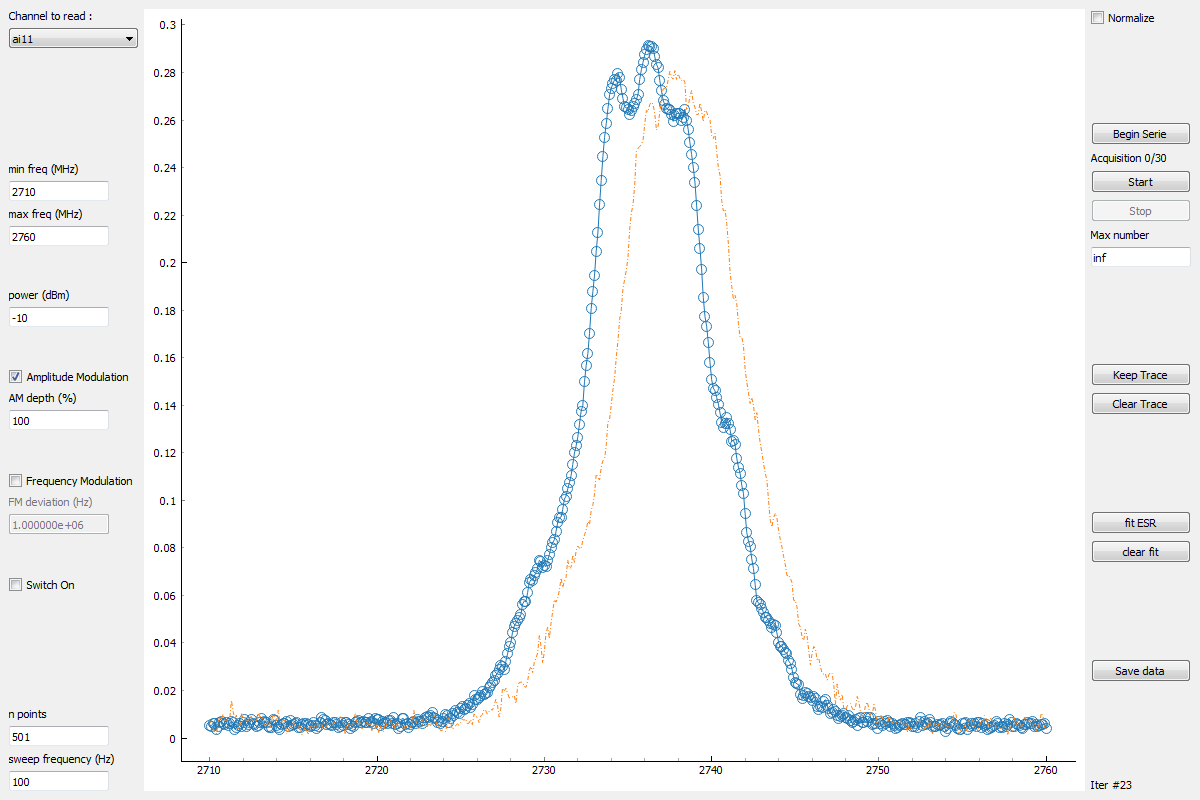 Channel to read :
ai11
min freq (MHz)
2710
max freq (MHz)
2760
power (dBm)
-10
Amplitude Modulation
AM depth (%)
100
Frequency Modulation
FM deviation (Hz)
1.000000e+06
Switch On
n points
501
sweep frequency (Hz)
100
0.3
0.28
0.26
0.24
0.22
0.2
0.18
0.16
0.14
0.12
0.1
0.08
0.06
0.04
0.02
0
2710
2720
2730
2740
2750
2760
Normalize
Begin Serie
Acquisition 0/30
Start
Stop
Max number
inf
Keep Trace
Clear Trace
fit ESR
clear fit
Save data
Iter #23